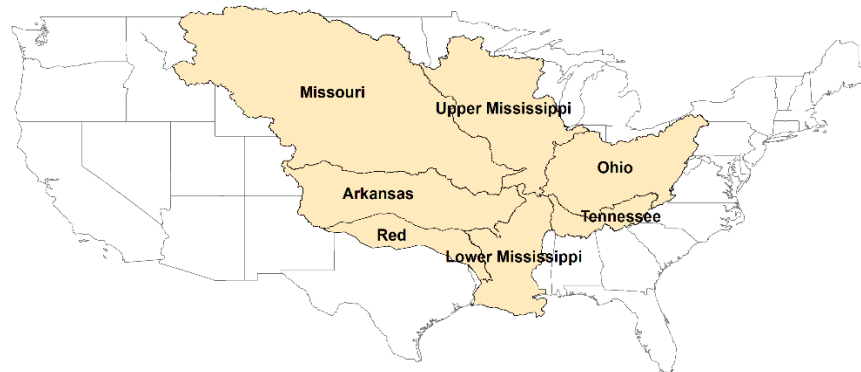 Missouri
Upper Mississippi
Ohio
Arkansas
Tennessee
Red
Lower Mississippi